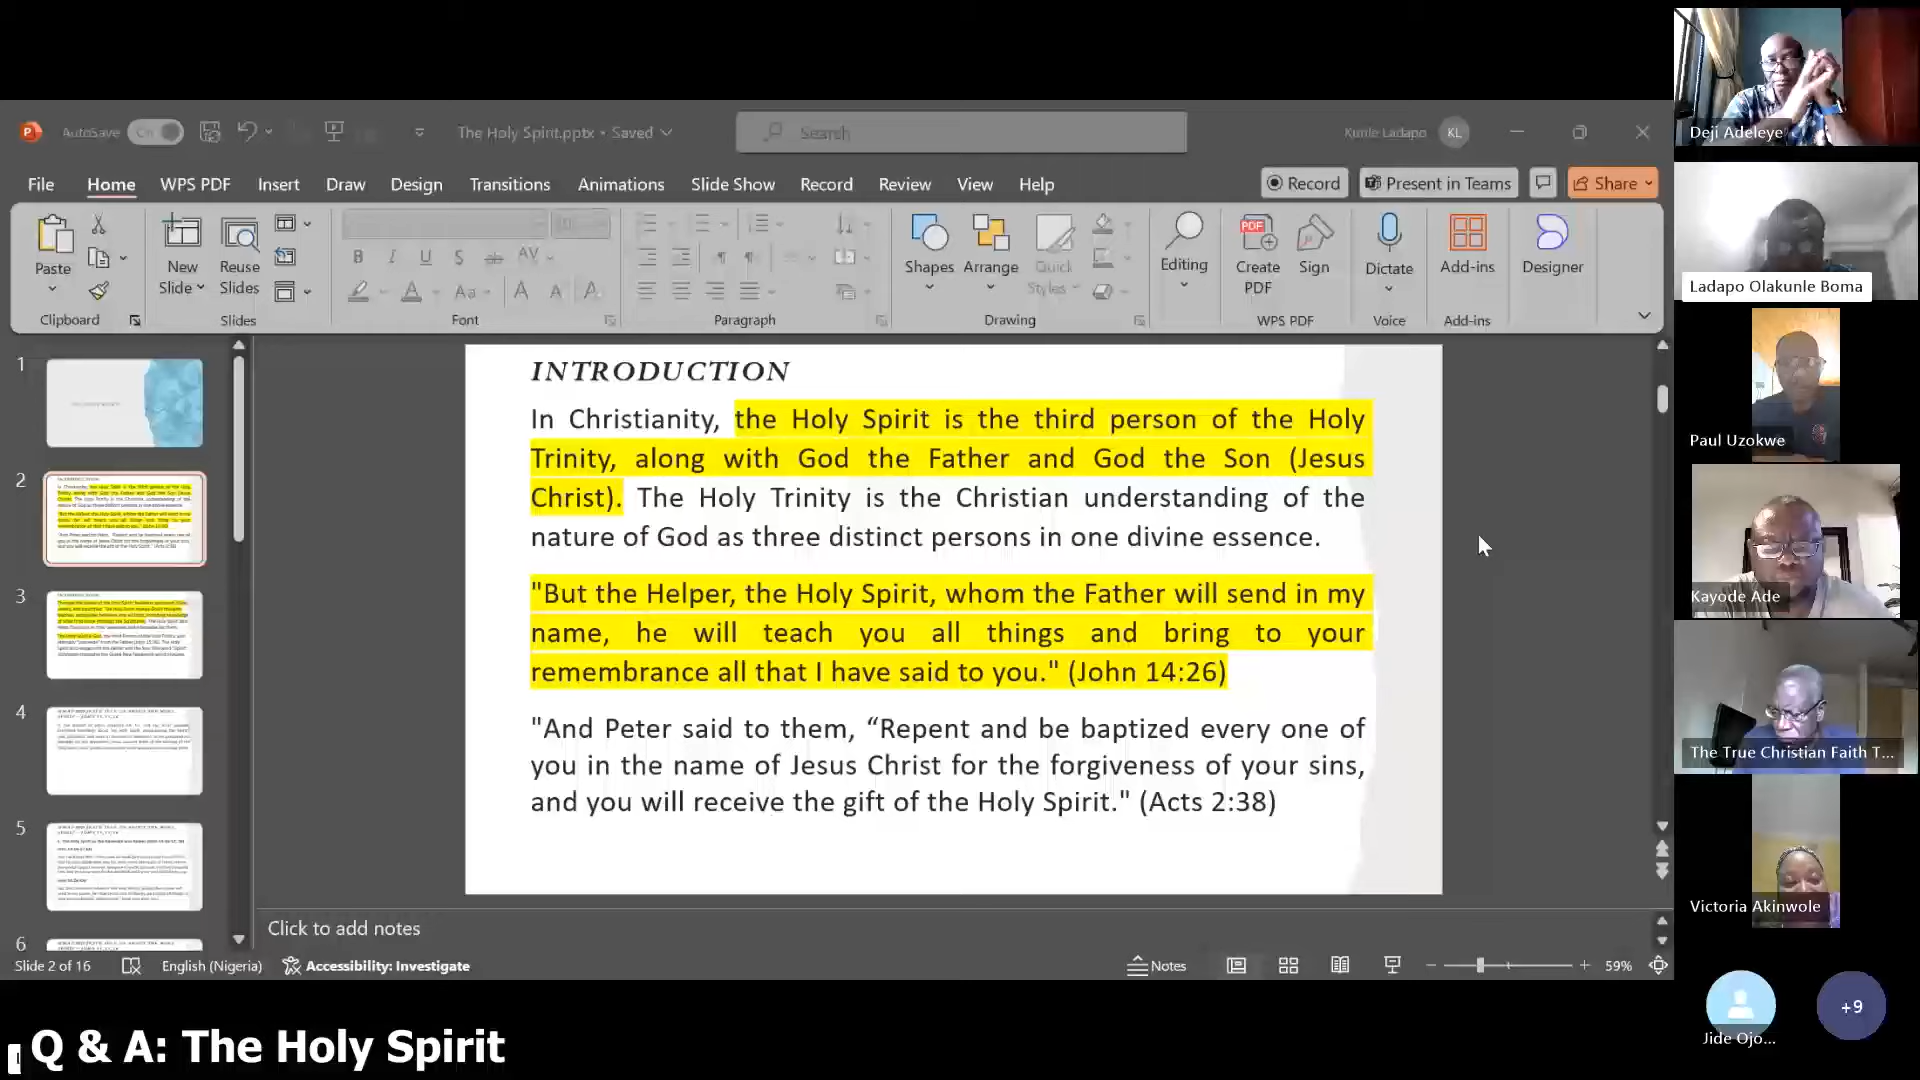 AutoSave
On
The Holy Spirit.pptx • Saved
Search
Kunle Ladapo
KL
File
Home
WPS PDF
Insert
Draw
Design
Transitions
Animations
Slide Show
Record
Review
View
Help
Record
Present in Teams
Share
Paste
New
Slide
Reuse
Slides
Shapes
Arrange
Quick
Styles
Editing
Create
PDF
Sign
Dictate
Add-ins
Designer
Clipboard
Slides
Font
Paragraph
Drawing
WPS PDF
Voice
Add-ins
1
2
3
4
5
6
INTRODUCTION
In Christianity, the Holy Spirit is the third person of the Holy
Trinity, along with God the Father and God the Son (Jesus
Christ). The Holy Trinity is the Christian understanding of the
nature of God as three distinct persons in one divine essence.
"But the Helper, the Holy Spirit, whom the Father will send in my
name, he will teach you all things and bring to your
remembrance all that I have said to you." (John 14:26)
"And Peter said to them, “Repent and be baptized every one of
you in the name of Jesus Christ for the forgiveness of your sins,
and you will receive the gift of the Holy Spirit." (Acts 2:38)
Click to add notes
Slide 2 of 16
English (Nigeria)
Accessibility: Investigate
Notes
59%
Deji Adeleye
Ladapo Olakunle Boma
Paul Uzokwe
Kayode Ade
The True Christian Faith T...
Victoria Akinwole
Jide Ojo...
+9
Q & A: The Holy Spirit